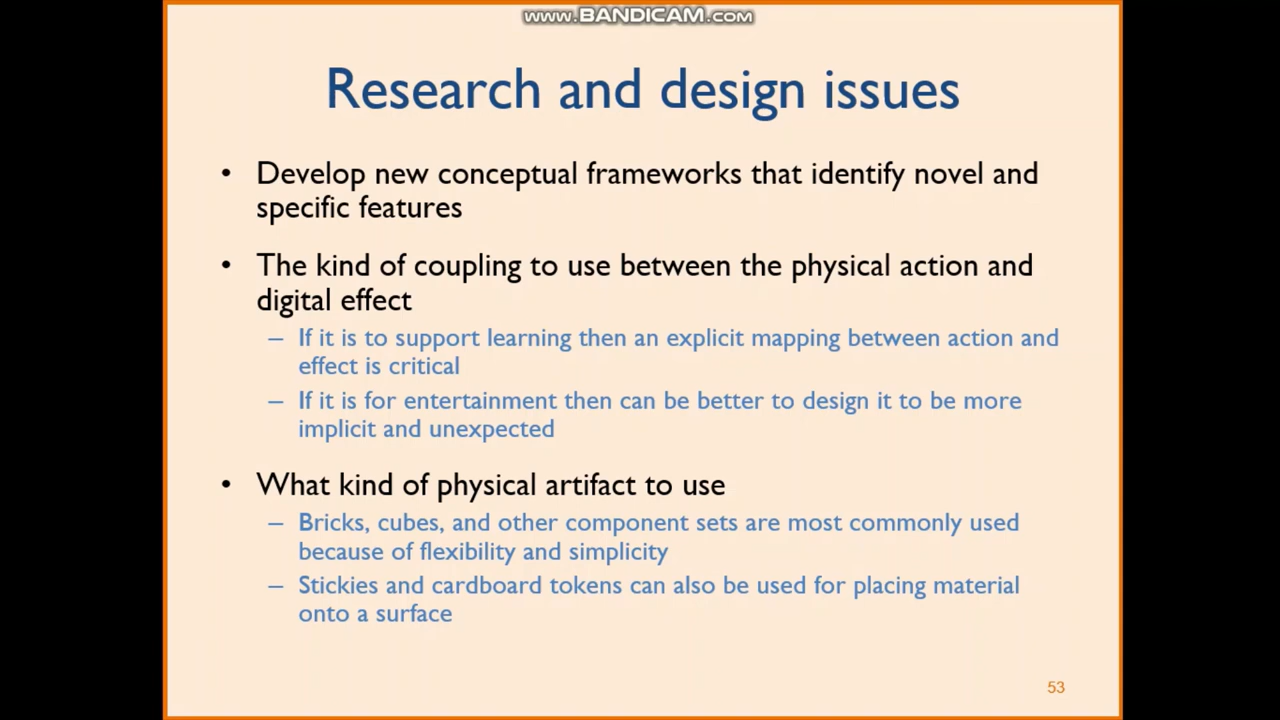 www.BANDICAM.com
Research and design issues
• Develop new conceptual frameworks that identify novel and
specific features
• The kind of coupling to use between the physical action and
digital effect
– If it is to support learning then an explicit mapping between action and
effect is critical
– If it is for entertainment then can be better to design it to be more
implicit and unexpected
• What kind of physical artifact to use
– Bricks, cubes, and other component sets are most commonly used
because of flexibility and simplicity
– Stickies and cardboard tokens can also be used for placing material
onto a surface
53